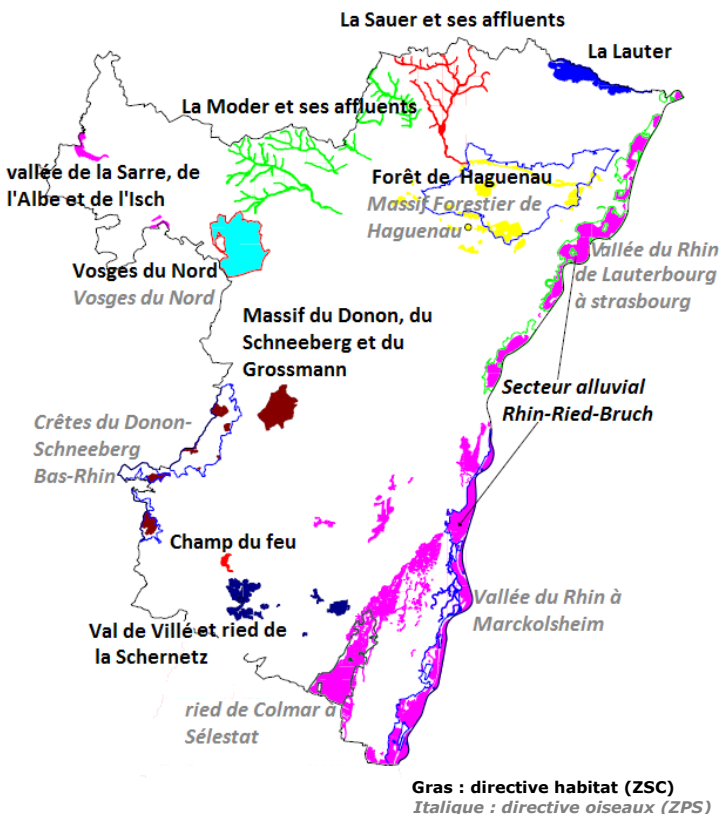 La Sauer et ses affluents
La Lauter
La Moder et ses affluents
vallée de la Sarre, de
l'Albe et de l'Isch
Forêt de Haguenau
Massif Forestier de
Haguenau
Vallée du Rhin
de Lauterbourg
à strasbourg
Vosges du Nord
Vosges du Nord
Massif du Donon, du
Schneeberg et du
Grossmann
Secteur alluvial
Rhin-Ried-Bruch
Crêtes du Donon-
Schneeberg
Bas-Rhin
Champ du feu
Vallée du Rhin à
Marckolsheim
Val de Villé et ried de
la Schernetz
ried de Colmar à
Sélestat
Gras : directive habitat (ZSC)
Italique : directive oiseaux (ZPS)